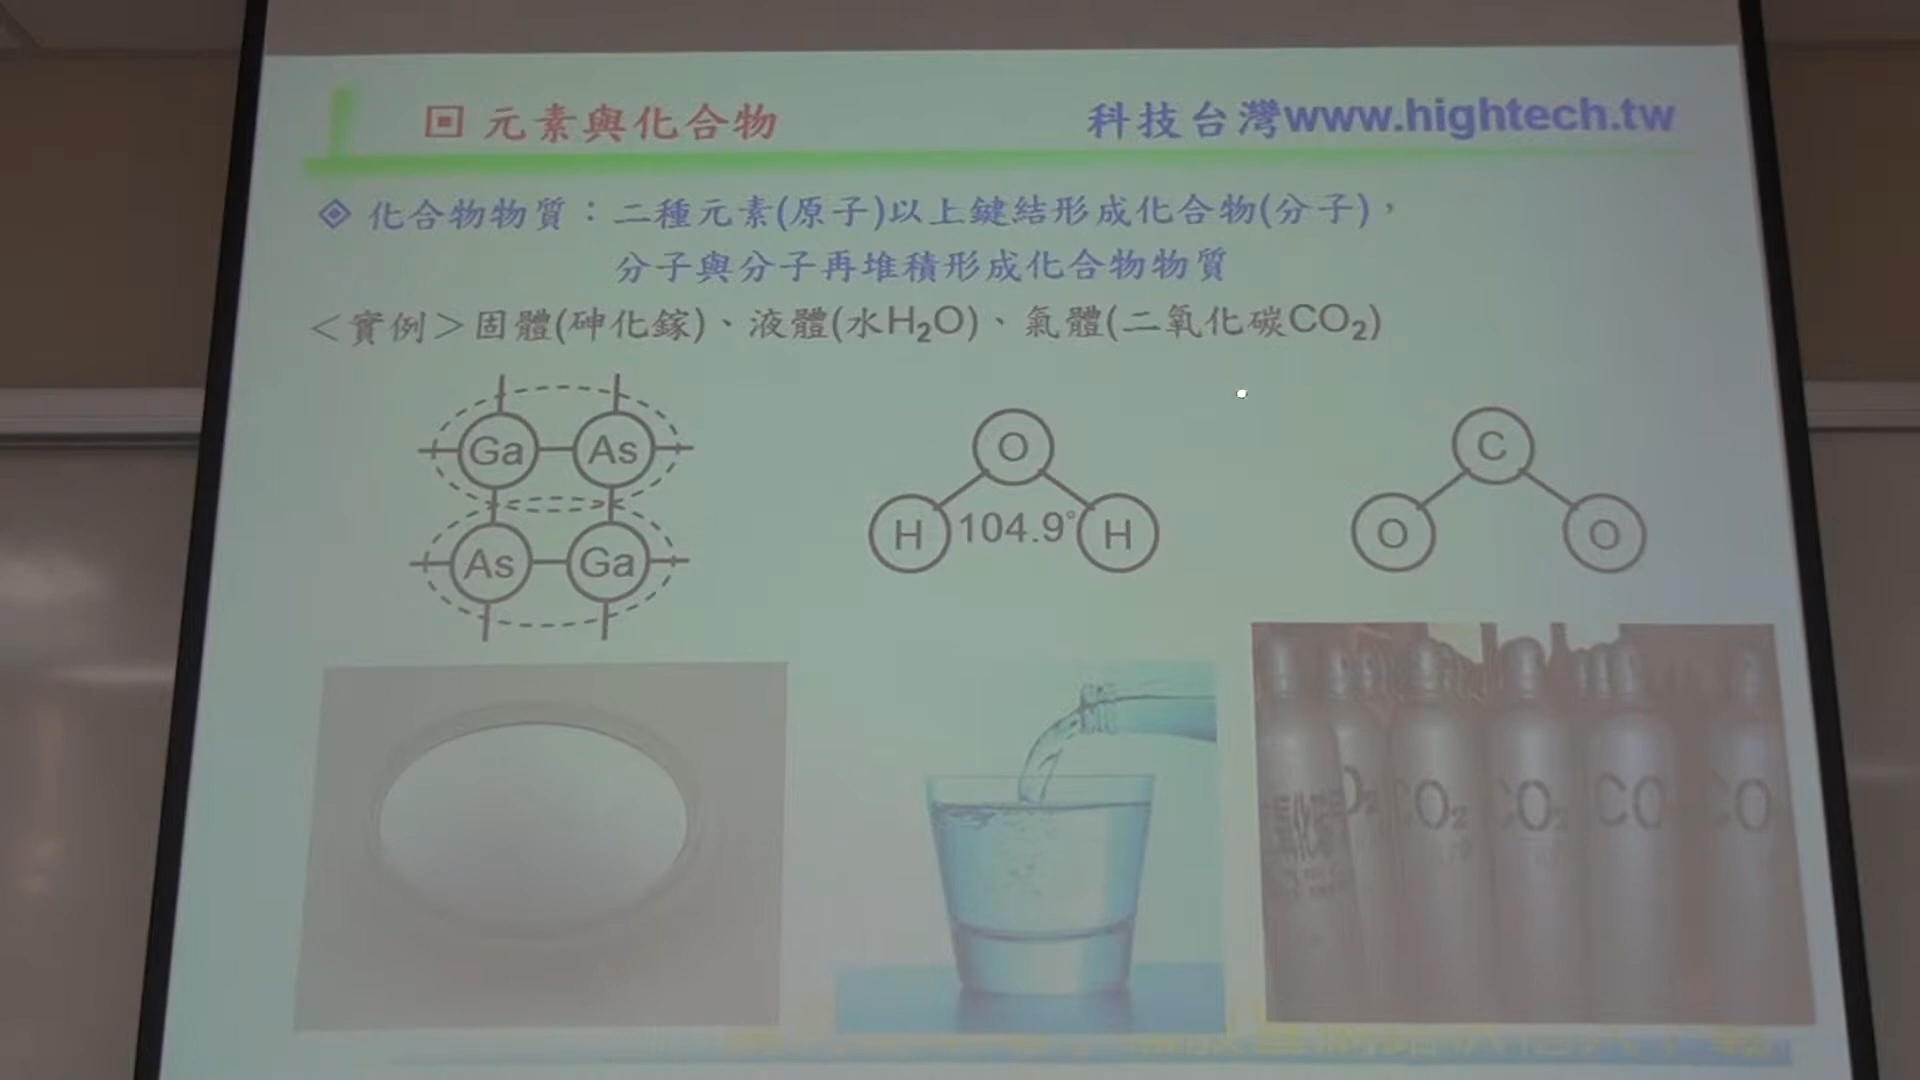 元素與化合物
科技台灣www.hightech.tw
化合物物質：二種元素(原子)以上鍵結形成化合物(分子)，
分子與分子再堆積形成化合物物質
＜實例＞固體(砷化鎵)、液體(水H₂O)、氣體(二氧化碳CO₂)
Ga As
As Ga
O
H 104.9° H
C
O O
CO₂ CO₂ CO CO